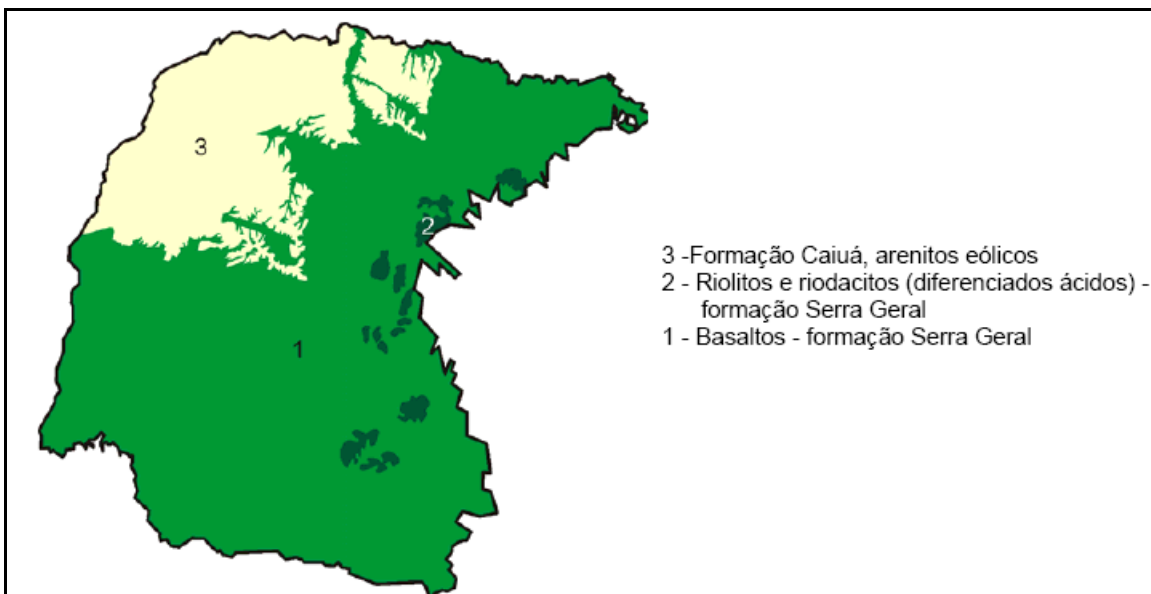 3
2
1
3 -Formação Caiuá, arenitos eólicos
2 - Riolitos e riodacitos (diferenciados ácidos) -
formação Serra Geral
1 - Basaltos - formação Serra Geral